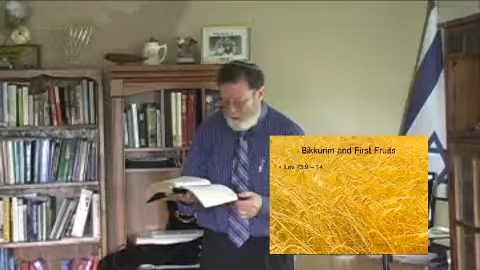 Bikkurim and First Fruits
• Lev 23:9 – 14